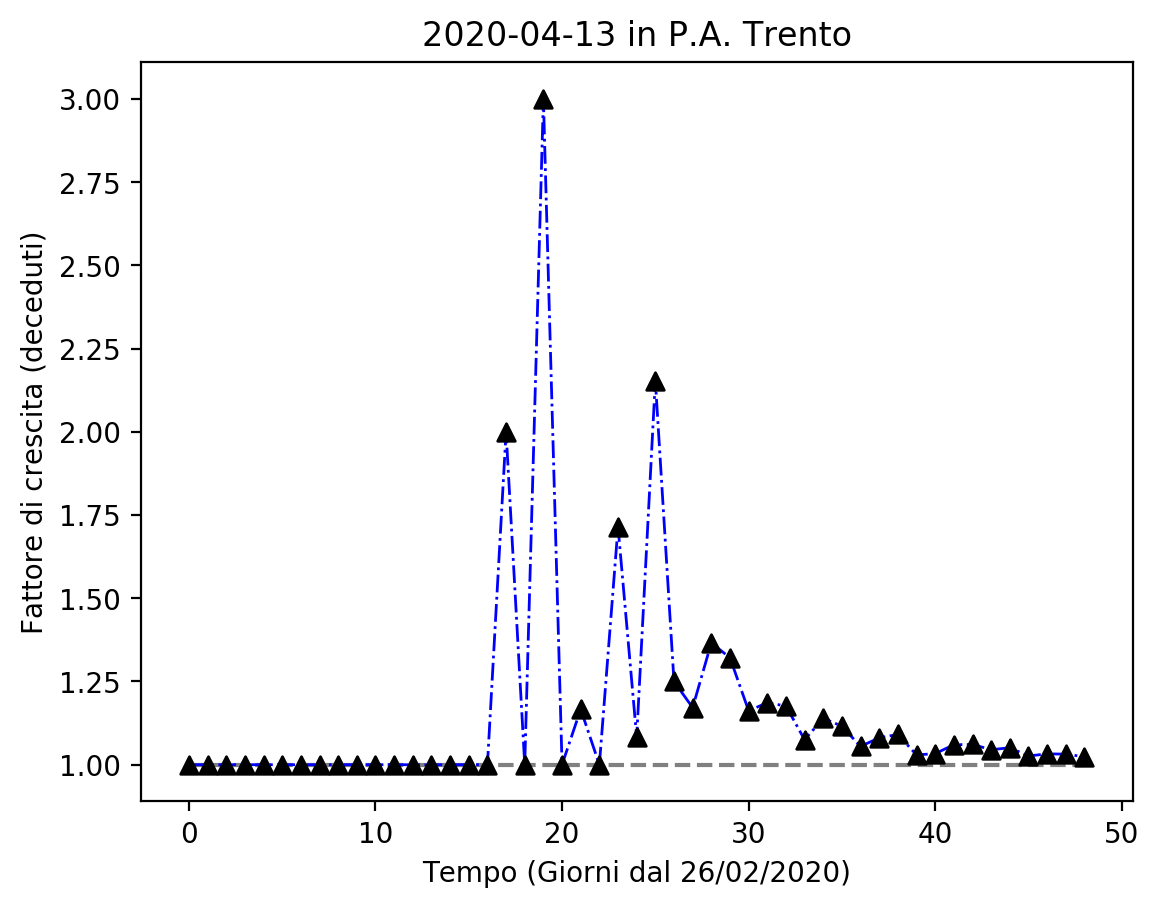 2020-04-13 in P.A. Trento
Fattore di crescita (deceduti)
3.00
2.75
2.50
2.25
2.00
1.75
1.50
1.25
1.00
0 10 20 30 40 50
Tempo (Giorni dal 26/02/2020)